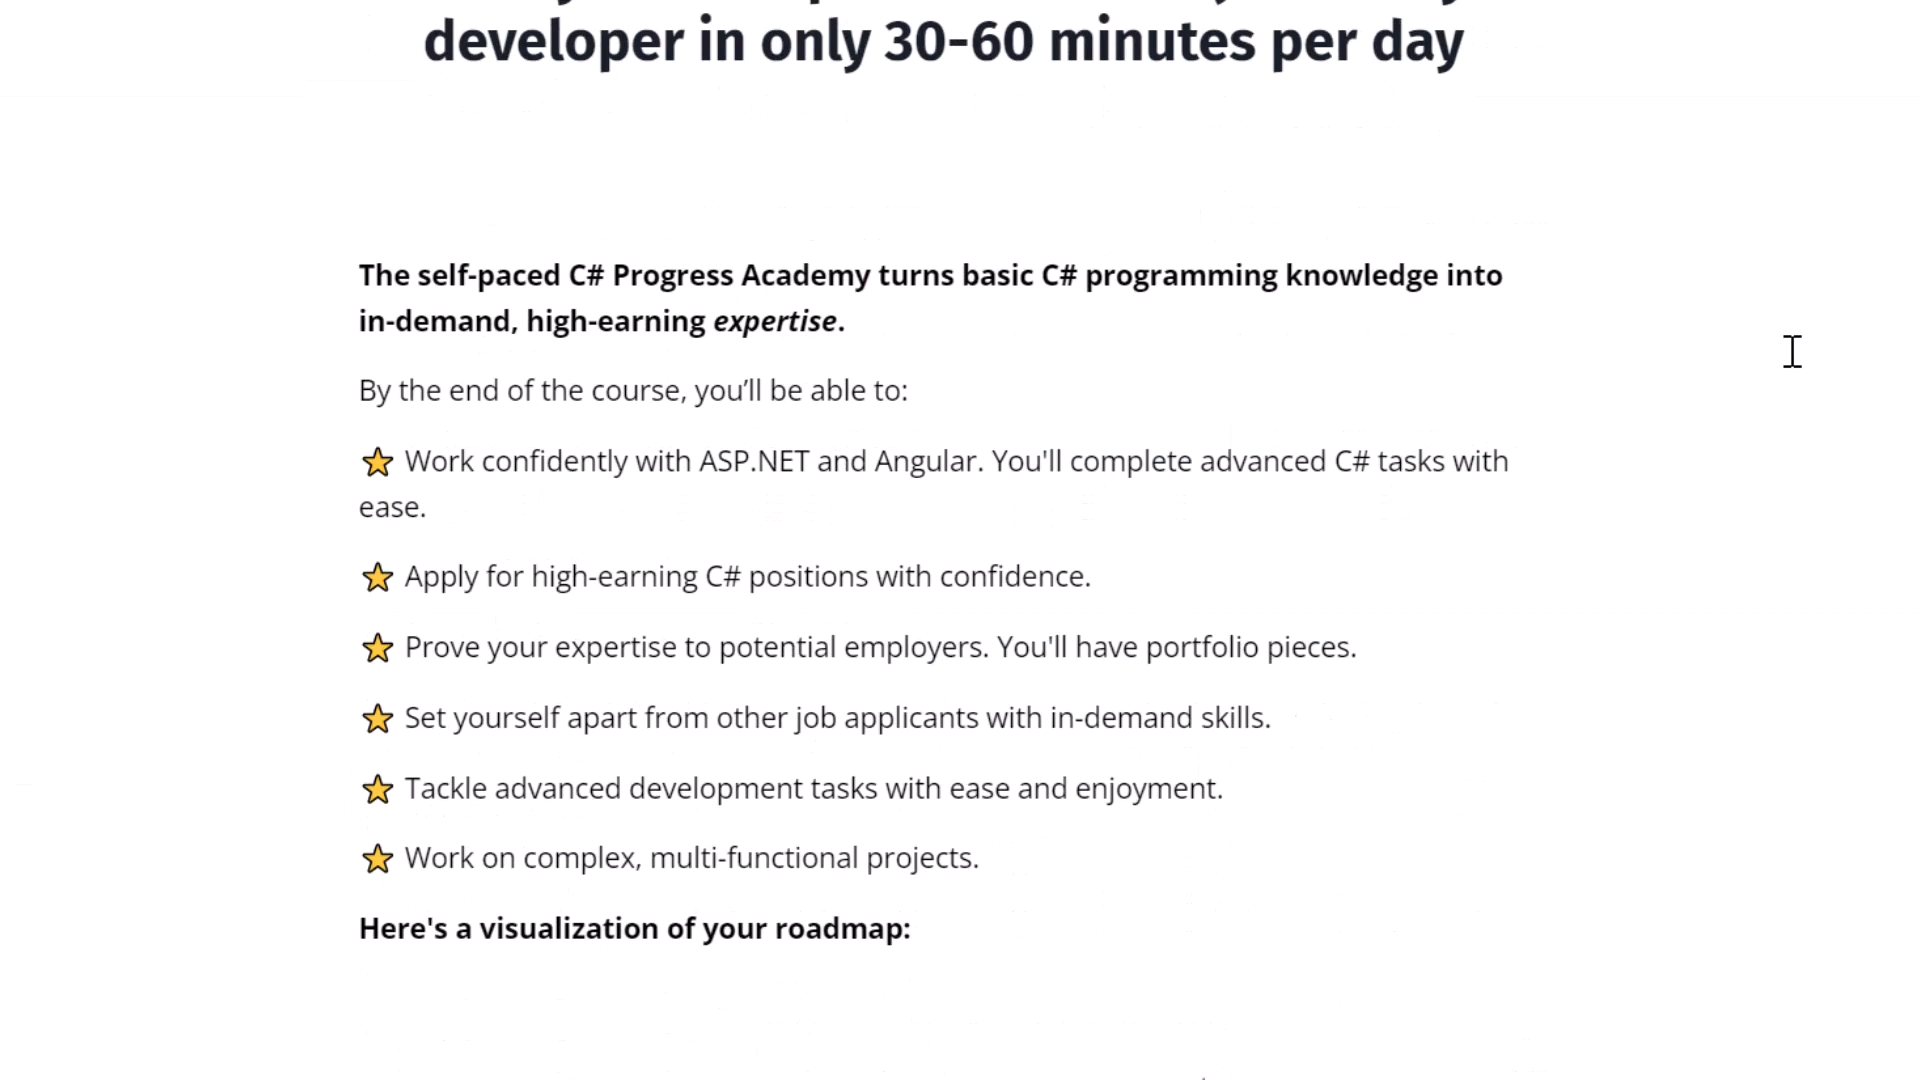 developer in only 30-60 minutes per day
The self-paced C# Progress Academy turns basic C# programming knowledge into
in-demand, high-earning expertise.
By the end of the course, you’ll be able to:
⭐ Work confidently with ASP.NET and Angular. You'll complete advanced C# tasks with
ease.
⭐ Apply for high-earning C# positions with confidence.
⭐ Prove your expertise to potential employers. You'll have portfolio pieces.
⭐ Set yourself apart from other job applicants with in-demand skills.
⭐ Tackle advanced development tasks with ease and enjoyment.
⭐ Work on complex, multi-functional projects.
Here's a visualization of your roadmap: